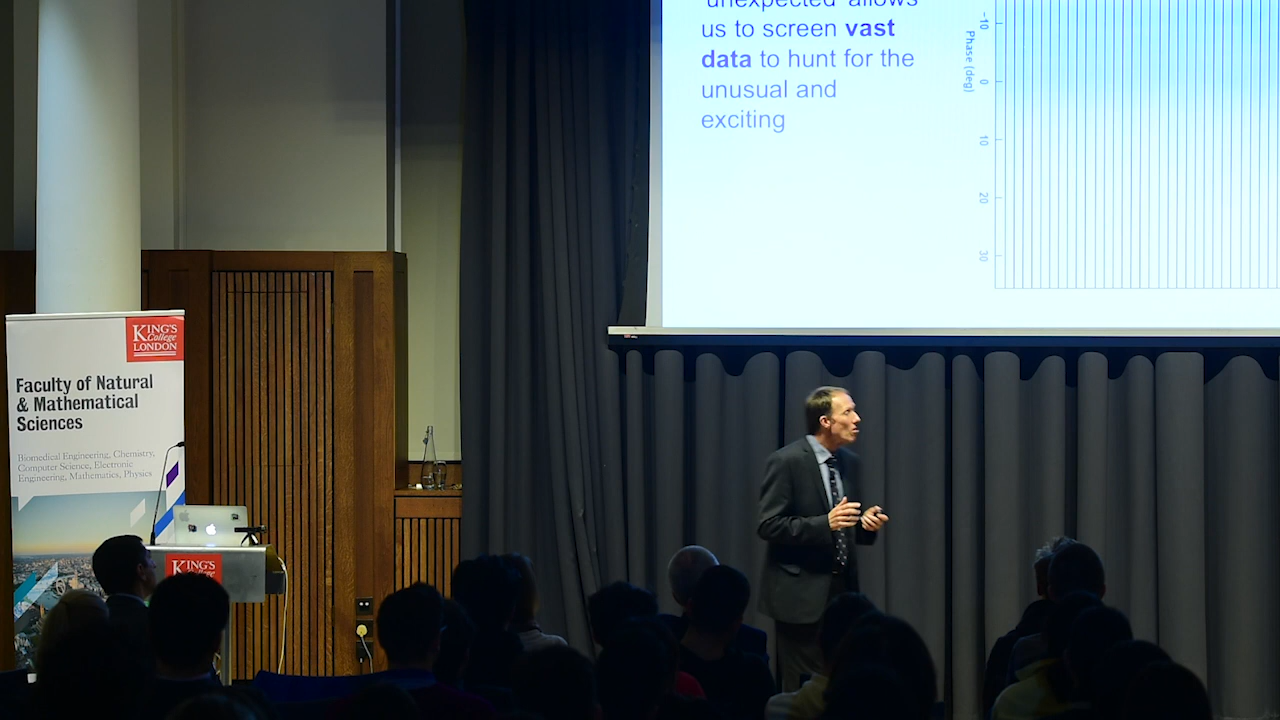 'unexpected' allows
us to screen vast
data to hunt for the
unusual and
exciting
-10
0
10
20
30
Phase (deg)
KING'S
College
LONDON
Faculty of Natural
& Mathematical
Sciences
Biomedical Engineering, Chemistry,
Computer Science, Electronic
Engineering, Mathematics, Physics
KING'S